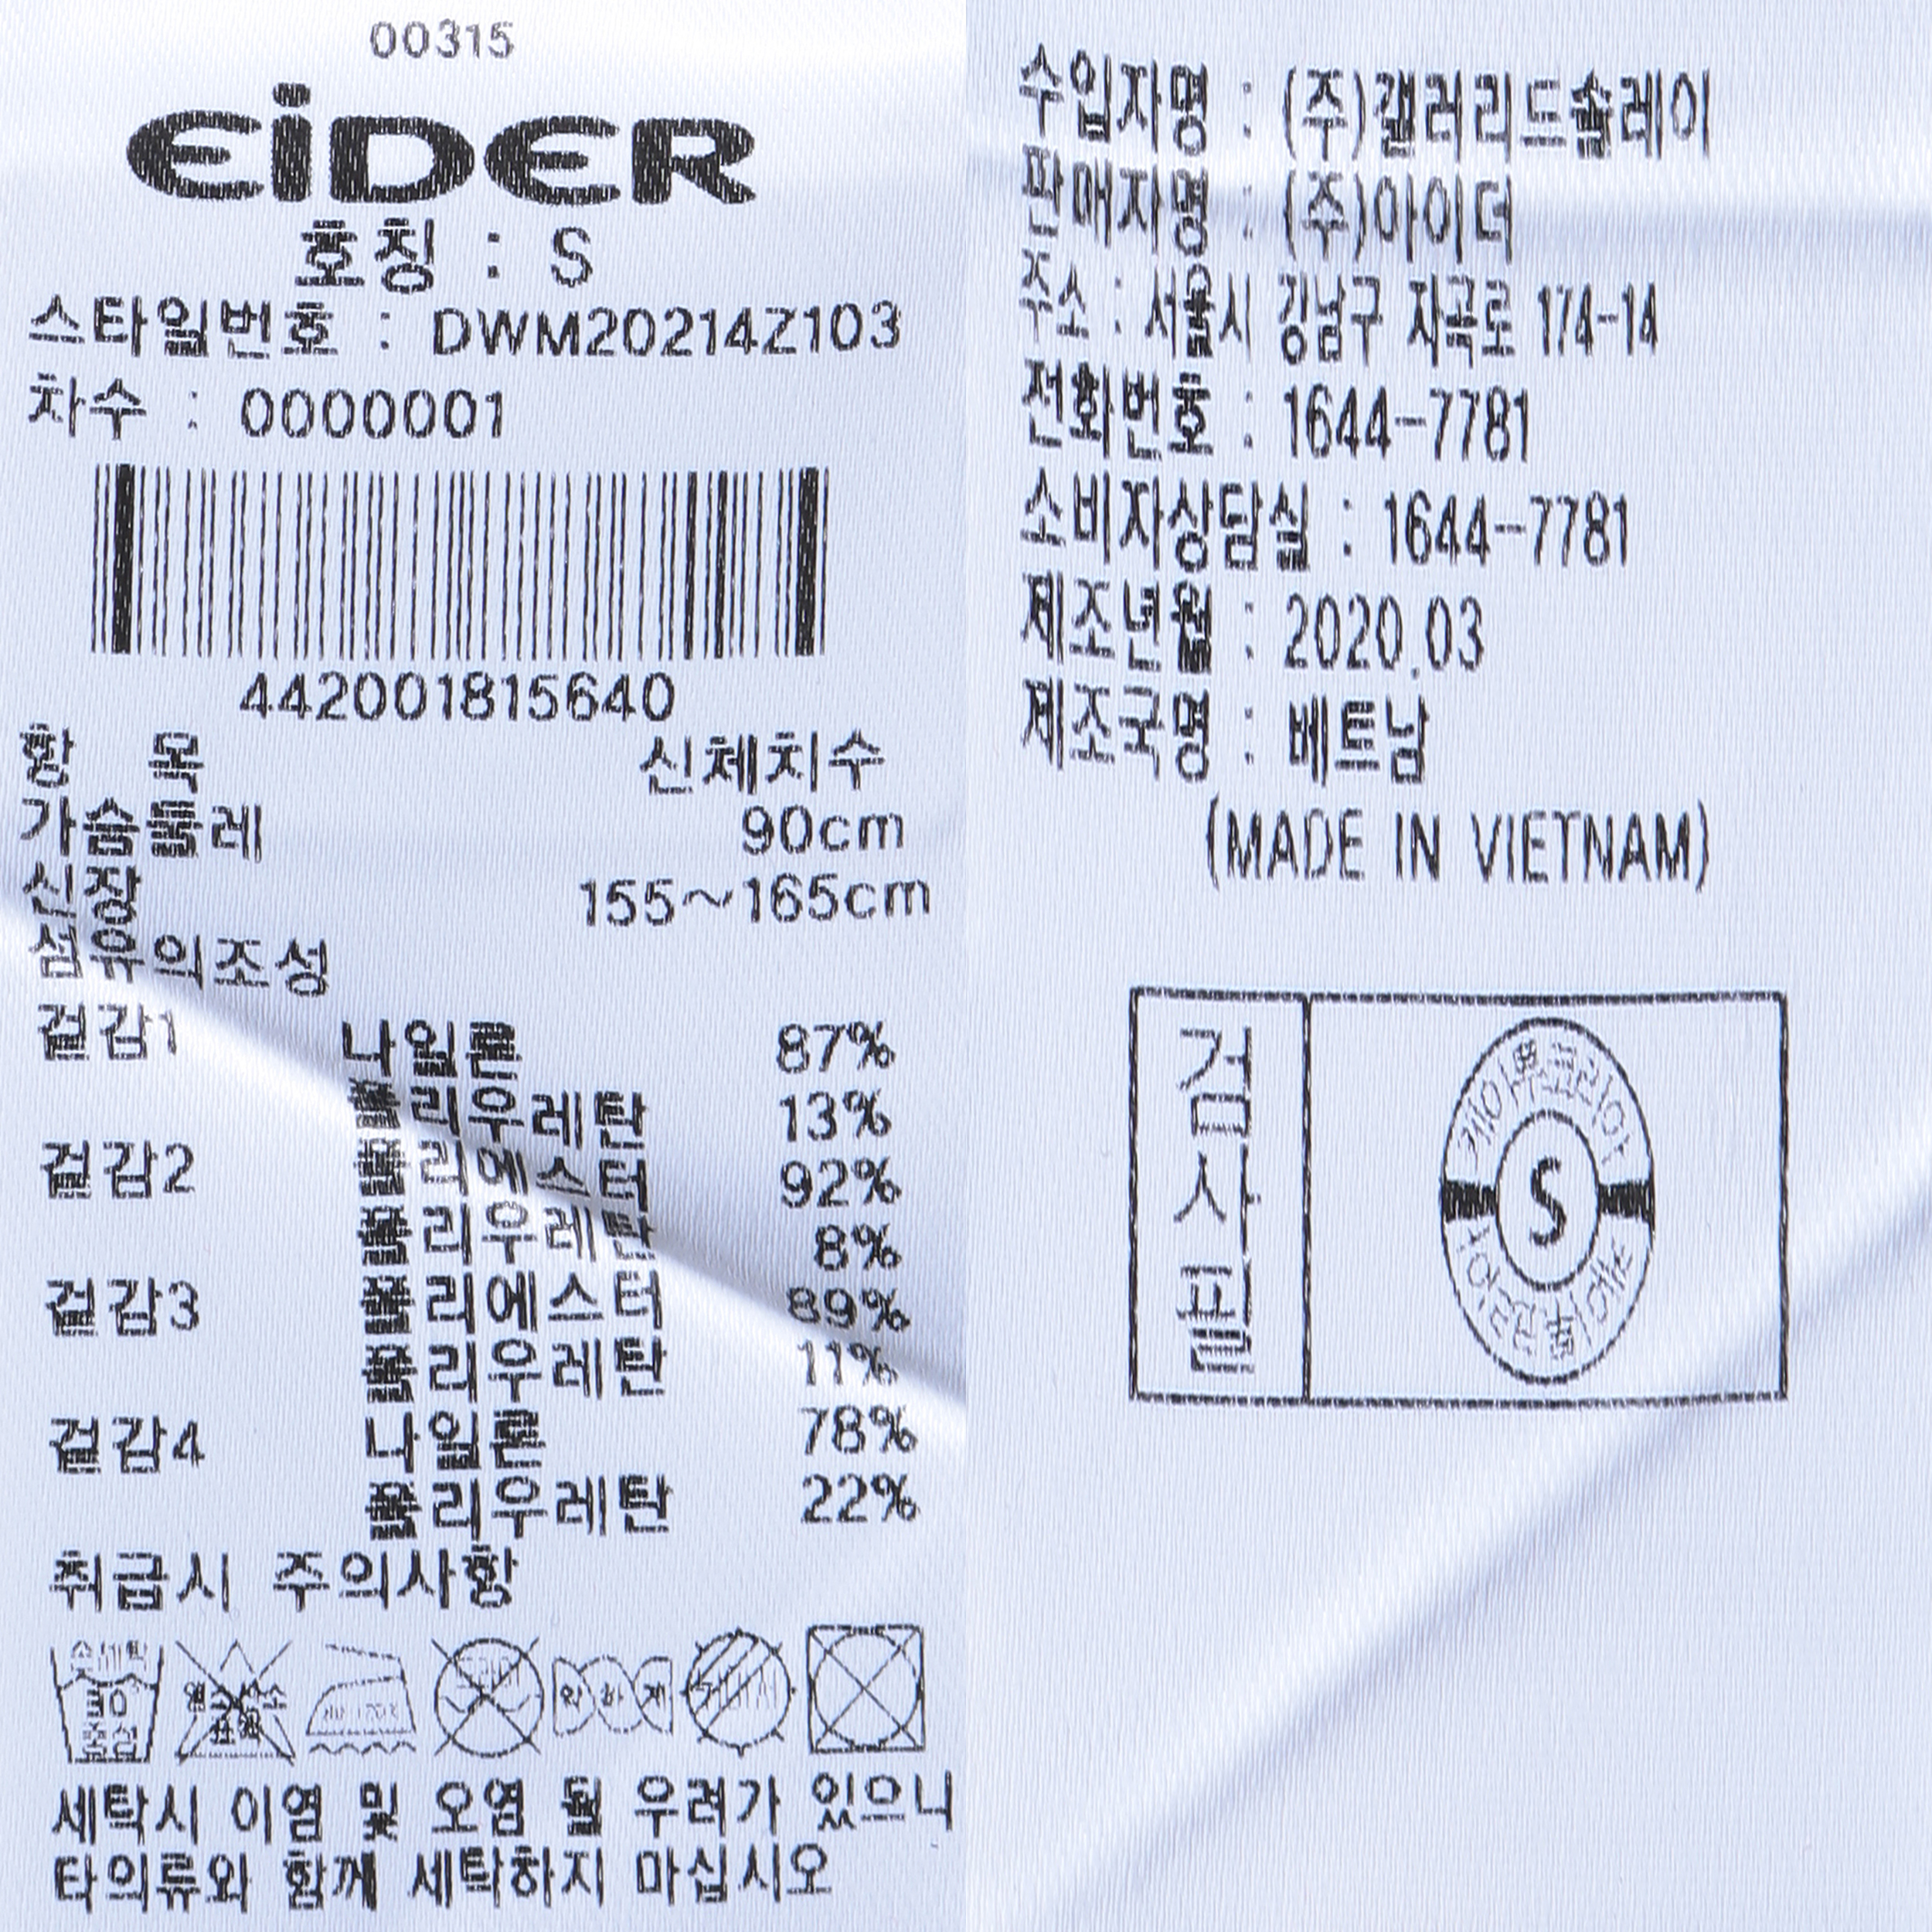 00315
EiDER
호칭 : S
스타일번호 : DWM20214Z103
차수 : 0000001
442001815640
항 목 신체치수
가슴둘레 90cm
신장 155~165cm
섬유의조성
겉감1 나일론 87%
폴리우레탄 13%
겉감2 폴리에스터 92%
폴리우레탄 8%
겉감3 폴리에스터 89%
폴리우레탄 11%
겉감4 나일론 78%
폴리우레탄 22%
취급시 주의사항
30
중성
약하게
세탁시 이염 및 오염 될 우려가 있으니
타의류와 함께 세탁하지 마십시오
수입자명 : (주)갤러리드솔레이
판매자명 : (주)아이더
주소 : 서울시 강남구 자곡로 174-14
전화번호 : 1644-7781
소비자상담실 : 1644-7781
제조년월 : 2020.03
제조국명 : 베트남
(MADE IN VIETNAM)
검사필
S